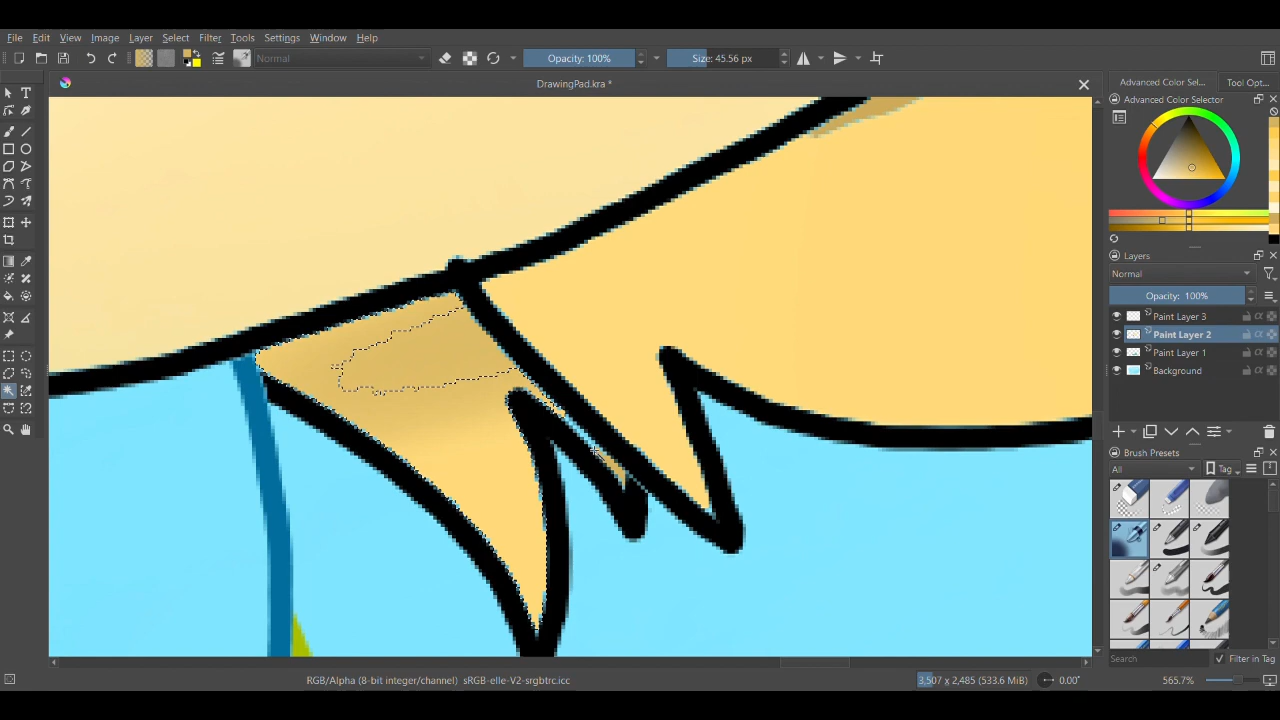 File Edit View Image Layer Select Filter Tools Settings Window Help
Normal
Opacity: 100%
Size: 45.56 px
DrawingPad.kra *
Advanced Color Sel...
Tool Opt...
Advanced Color Selector
Layers
Normal
Opacity: 100%
Paint Layer 3
Paint Layer 2
Paint Layer 1
Background
Brush Presets
All
Tag
Search
Filter in Tag
RGB/Alpha (8-bit integer/channel) sRGB-elle-V2-srgbtrc.icc
3,507 x 2,485 (533.6 MiB)
0.00°
565.7%